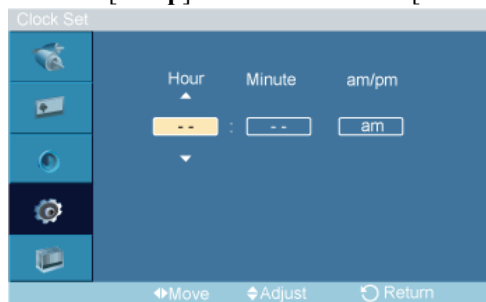 Clock Set
Hour Minute am/pm
-- : -- am
Move Adjust Return